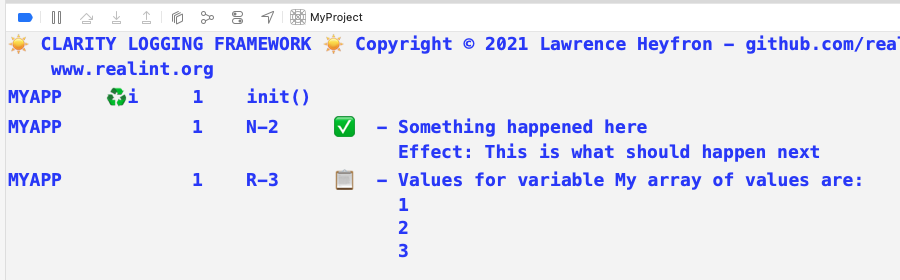 MyProject
☀️ CLARITY LOGGING FRAMEWORK ☀️ Copyright © 2021 Lawrence Heyfron – github.com/real
www.realint.org
MYAPP ♻️i 1 init()
MYAPP 1 N–2 ✅ – Something happened here
Effect: This is what should happen next
MYAPP 1 R–3 📋 – Values for variable My array of values are:
1
2
3